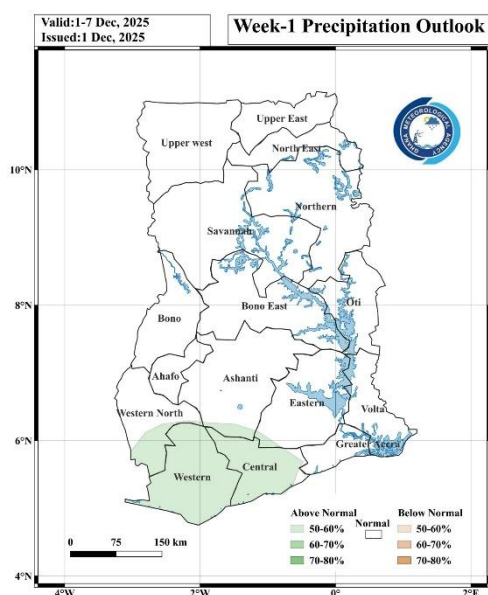 Valid:1-7 Dec, 2025
Issued:1 Dec, 2025
Week-1 Precipitation Outlook
GHANA METEOROLOGICAL AGENCY
Upper East
Upper west
North East
10°N
Northern
Savannah
8°N
Bono East
Oti
Bono
Ahafo
Ashanti
Eastern
Western North
Volta
6°N
Greater Accra
Central
Western
Above Normal
Normal
Below Normal
50-60%
50-60%
60-70%
60-70%
70-80%
70-80%
0 75 150 km
4°N
4°W
2°W
0°
2°E